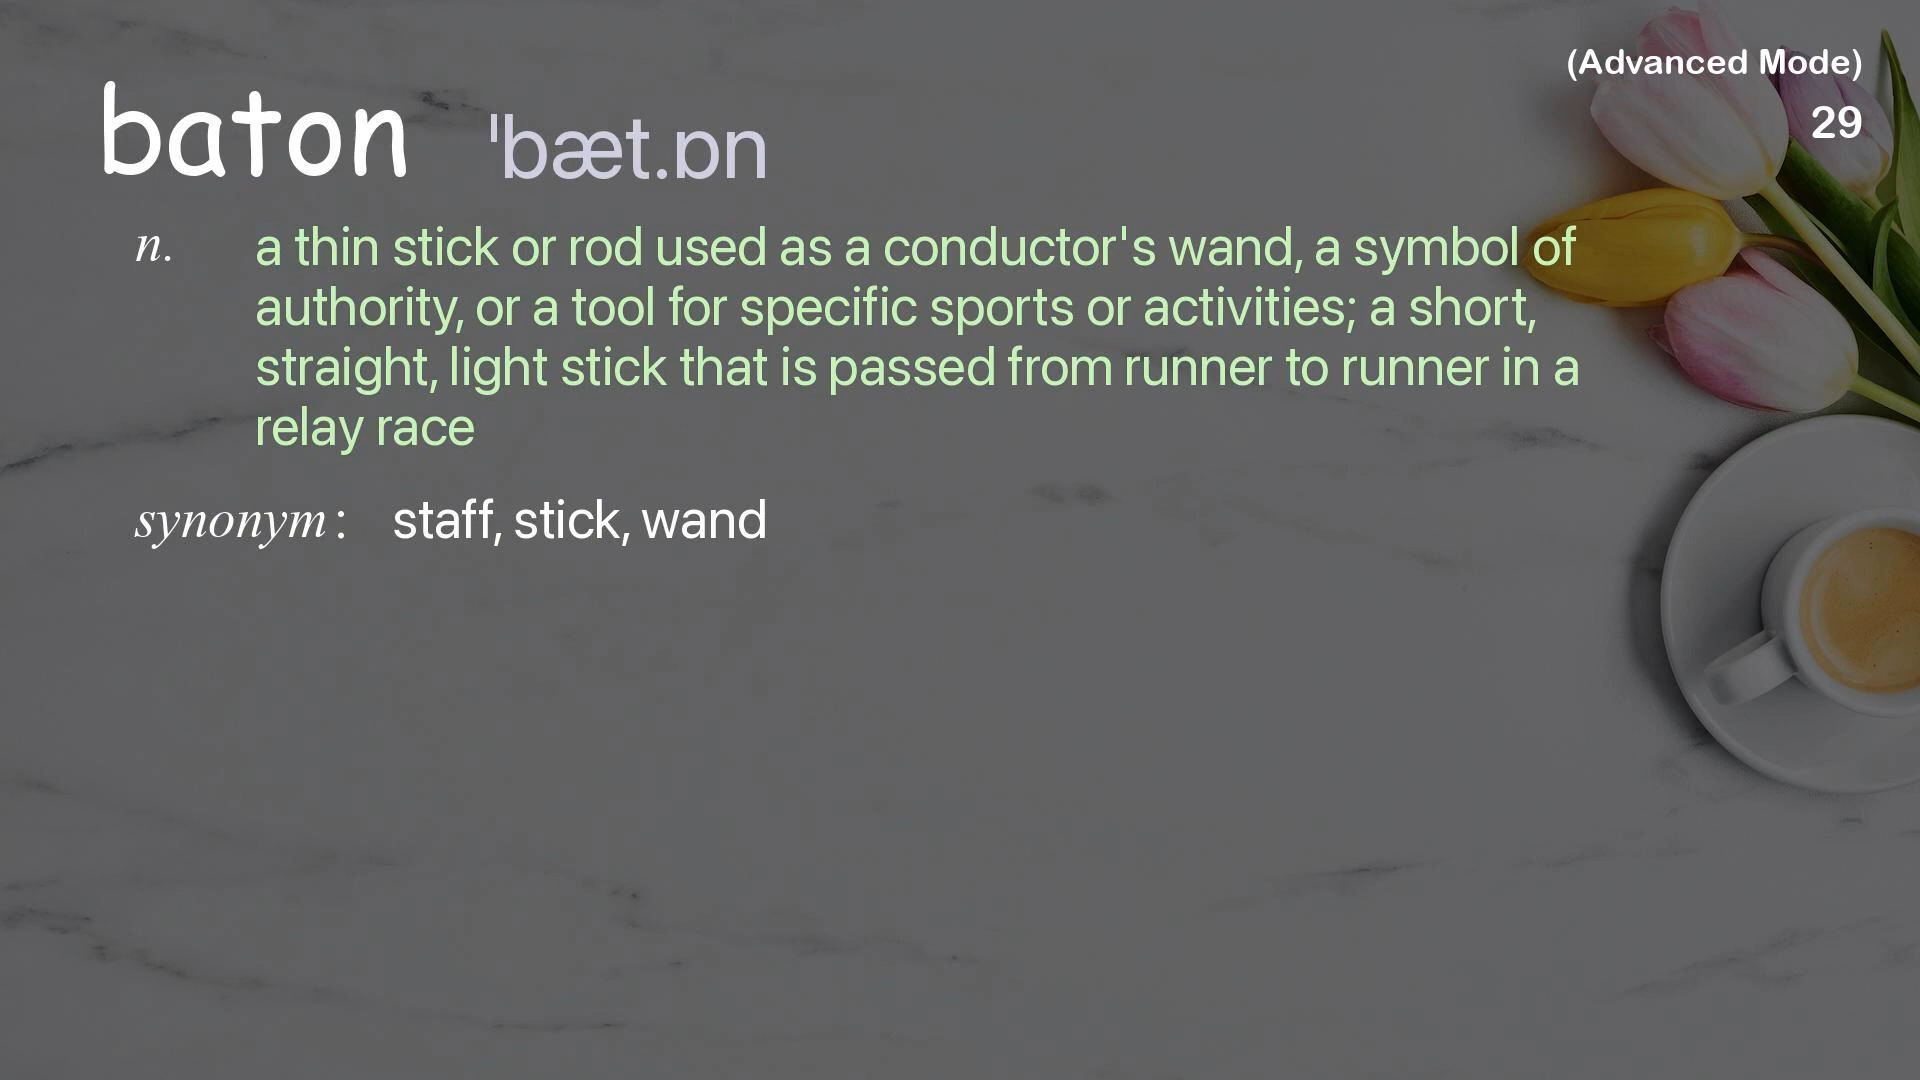 (Advanced Mode)
29
baton ˈbæt.ɒn
n. a thin stick or rod used as a conductor's wand, a symbol of
authority, or a tool for specific sports or activities; a short,
straight, light stick that is passed from runner to runner in a
relay race
synonym : staff, stick, wand